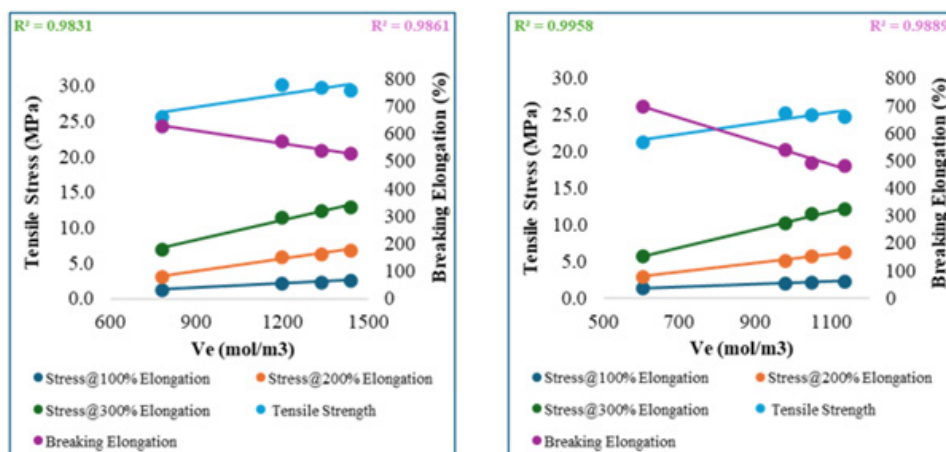 R² = 0.9831
R² = 0.9861
Tensile Stress (MPa)
30.0
25.0
20.0
15.0
10.0
5.0
0.0
800
700
600
500
400
300
200
100
0
Breaking Elongation (%)
600 900 1200 1500
Ve (mol/m3)
Stress@100% Elongation
Stress@200% Elongation
Stress@300% Elongation
Tensile Strength
Breaking Elongation
R² = 0.9958
R² = 0.9889
Tensile Stress (MPa)
30.0
25.0
20.0
15.0
10.0
5.0
0.0
800
700
600
500
400
300
200
100
0
Breaking Elongation (%)
500 700 900 1100
Ve (mol/m3)
Stress@100% Elongation
Stress@200% Elongation
Stress@300% Elongation
Tensile Strength
Breaking Elongation